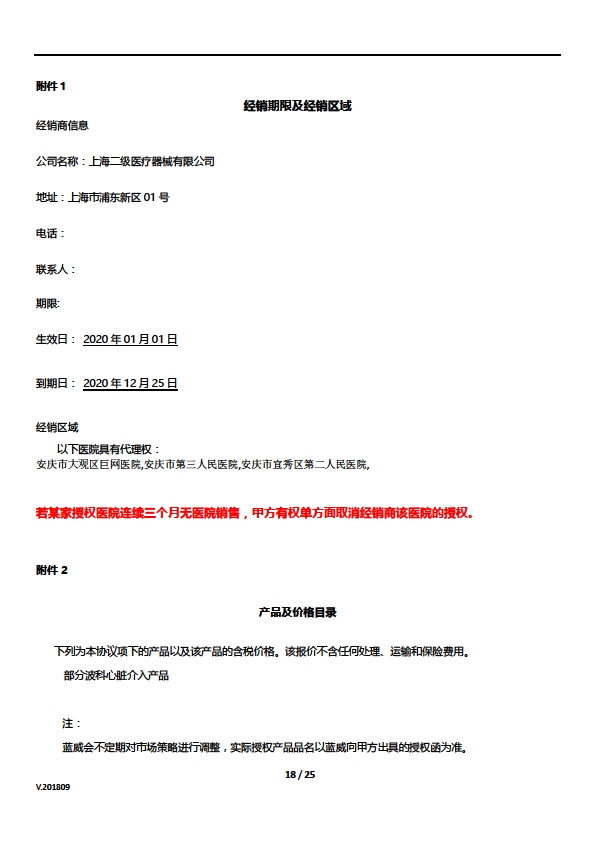 附件 1
经销期限及经销区域
经销商信息
公司名称：上海二级医疗器械有限公司
地址：上海市浦东新区 01 号
电话：
联系人：
期限:
生效日： 2020 年 01 月 01 日
到期日： 2020 年 12 月 25 日
经销区域
以下医院具有代理权：
安庆市大观区巨网医院,安庆市第三人民医院,安庆市宜秀区第二人民医院,
若某家授权医院连续三个月无医院销售，甲方有权单方面取消经销商该医院的授权。
附件 2
产品及价格目录
下列为本协议项下的产品以及该产品的含税价格。该报价不含任何处理、运输和保险费用。
部分波科心脏介入产品
注：
蓝威会不定期对市场策略进行调整，实际授权产品品名以蓝威向甲方出具的授权函为准。
18 / 25
V.201809